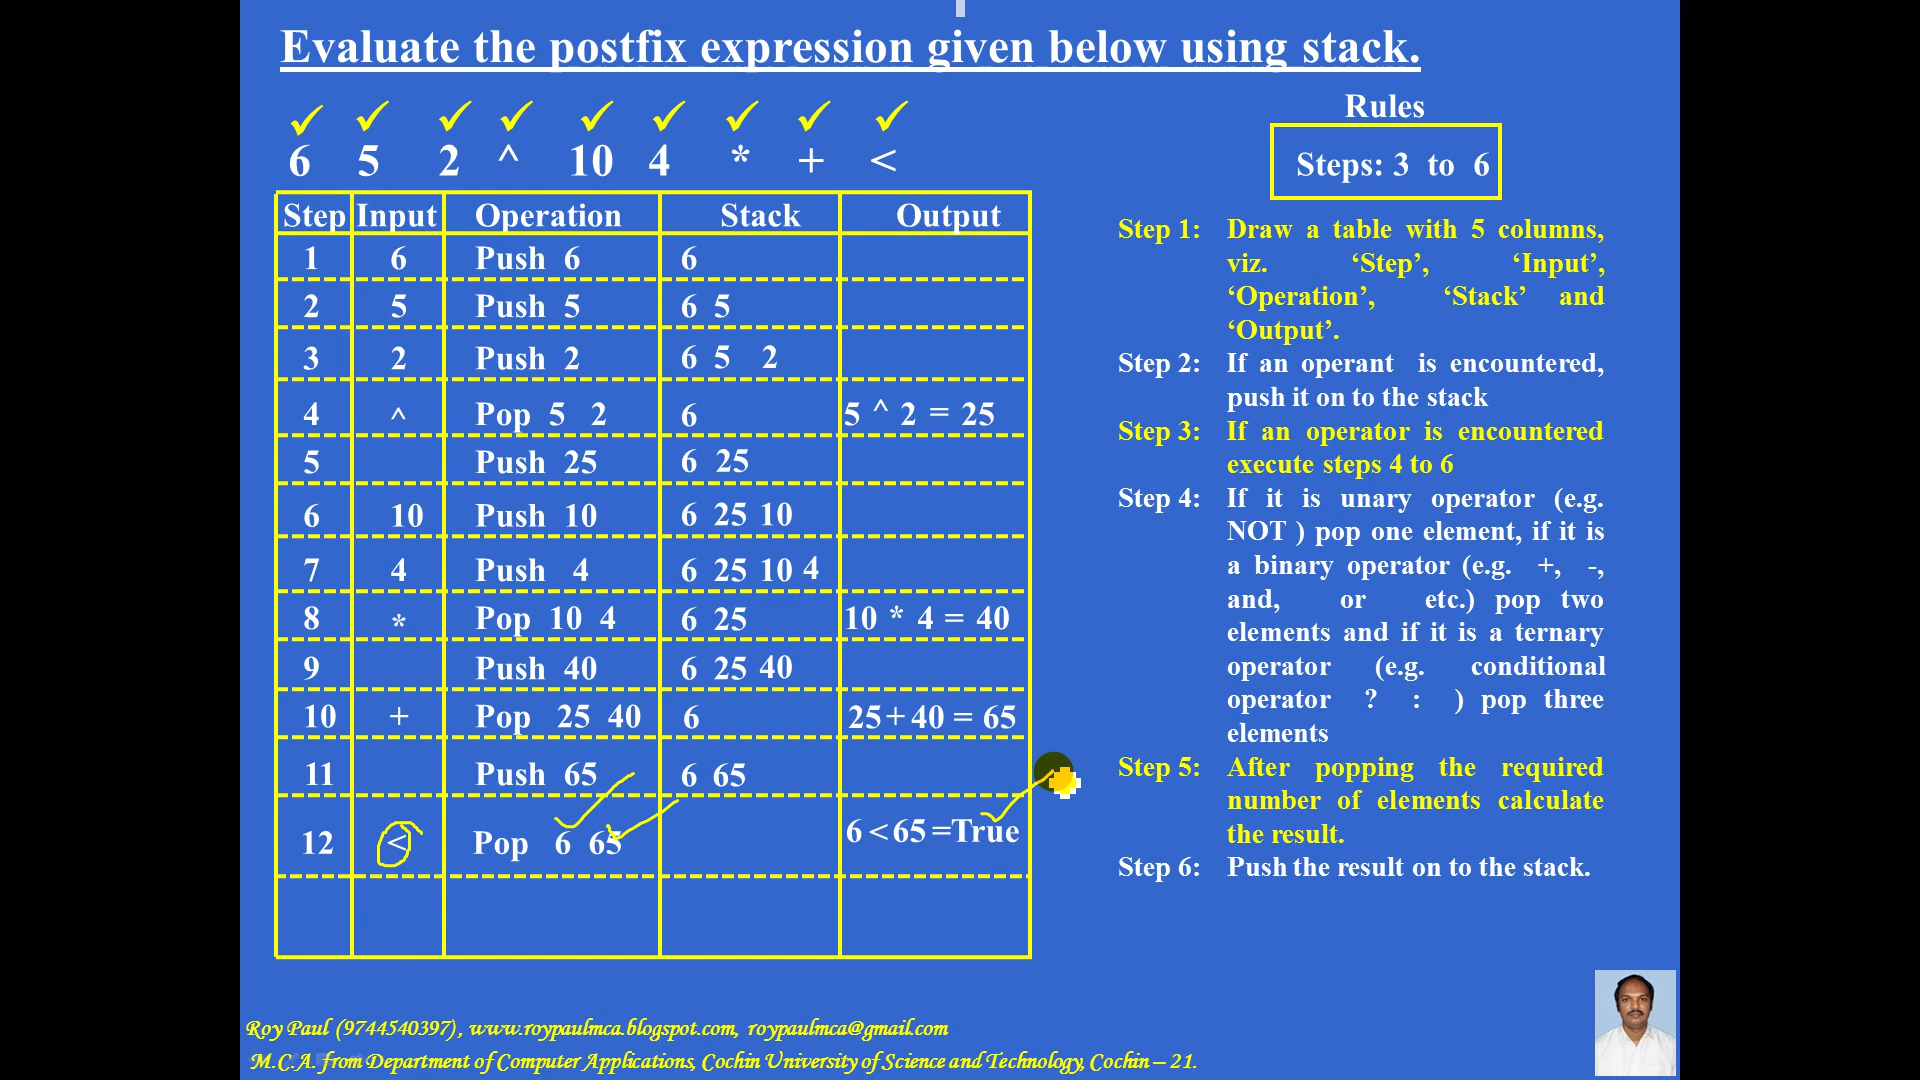 Evaluate the postfix expression given below using stack.
6 5 2 ^ 10 4 * + <
Step Input Operation Stack Output
1 6 Push 6 6
2 5 Push 5 6 5
3 2 Push 2 6 5 2
4 ^ Pop 5 2 6 5 ^ 2 = 25
5 Push 25 6 25
6 10 Push 10 6 25 10
7 4 Push 4 6 25 10 4
8 * Pop 10 4 6 25 10 * 4 = 40
9 Push 40 6 25 40
10 + Pop 25 40 6 25 + 40 = 65
11 Push 65 6 65
12 < Pop 6 65 6 < 65 =True
Rules
Steps: 3 to 6
Step 1: Draw a table with 5 columns,
viz. ‘Step’, ‘Input’,
‘Operation’, ‘Stack’ and
‘Output’.
Step 2: If an operant is encountered,
push it on to the stack
Step 3: If an operator is encountered
execute steps 4 to 6
Step 4: If it is unary operator (e.g.
NOT ) pop one element, if it is
a binary operator (e.g. +, -,
and, or etc.) pop two
elements and if it is a ternary
operator (e.g. conditional
operator ? : ) pop three
elements
Step 5: After popping the required
number of elements calculate
the result.
Step 6: Push the result on to the stack.
Roy Paul (9744540397) , www.roypaulmca.blogspot.com, roypaulmca@gmail.com
M.C.A. from Department of Computer Applications, Cochin University of Science and Technology, Cochin – 21.